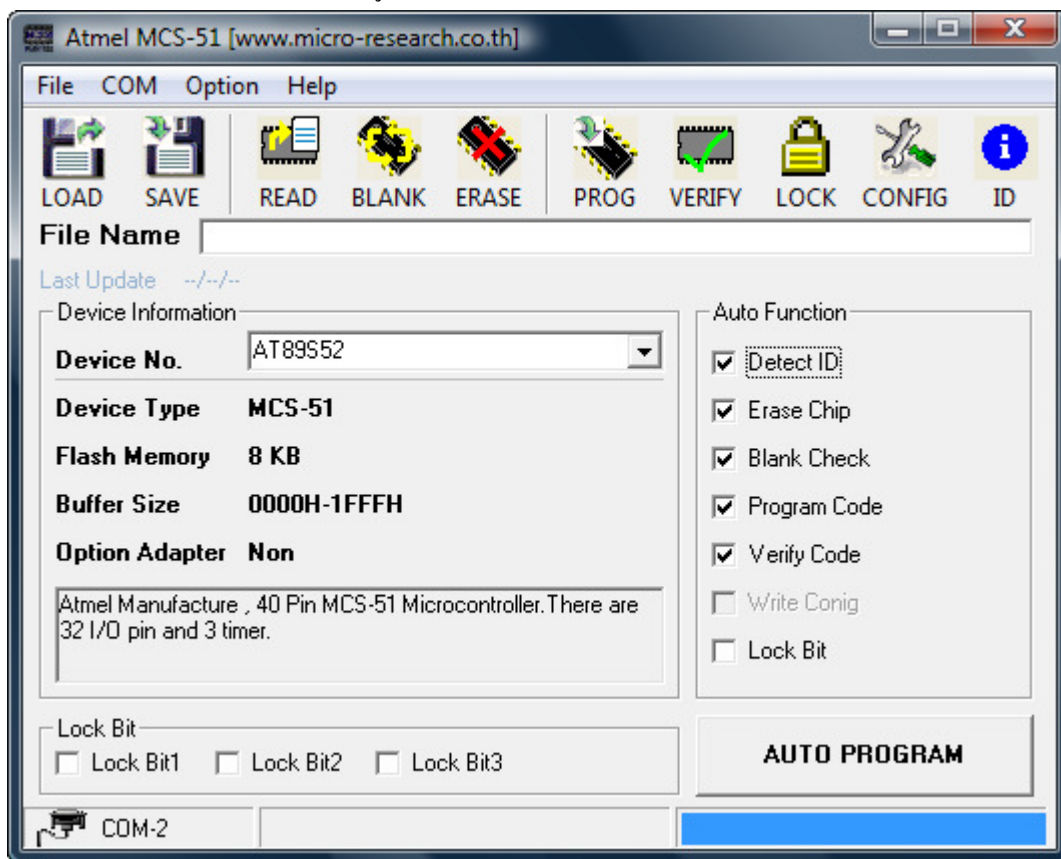 Atmel MCS-51 [www.micro-research.co.th]
File COM Option Help
LOAD SAVE READ BLANK ERASE PROG VERIFY LOCK CONFIG ID
File Name
Last Update --/--/--
Device Information
Device No. AT89S52
Device Type MCS-51
Flash Memory 8 KB
Buffer Size 0000H-1FFFH
Option Adapter Non
Atmel Manufacture , 40 Pin MCS-51 Microcontroller.There are
32 I/O pin and 3 timer.
Auto Function
Detect ID
Erase Chip
Blank Check
Program Code
Verify Code
Write Conig
Lock Bit
Lock Bit
Lock Bit1 Lock Bit2 Lock Bit3
AUTO PROGRAM
COM-2